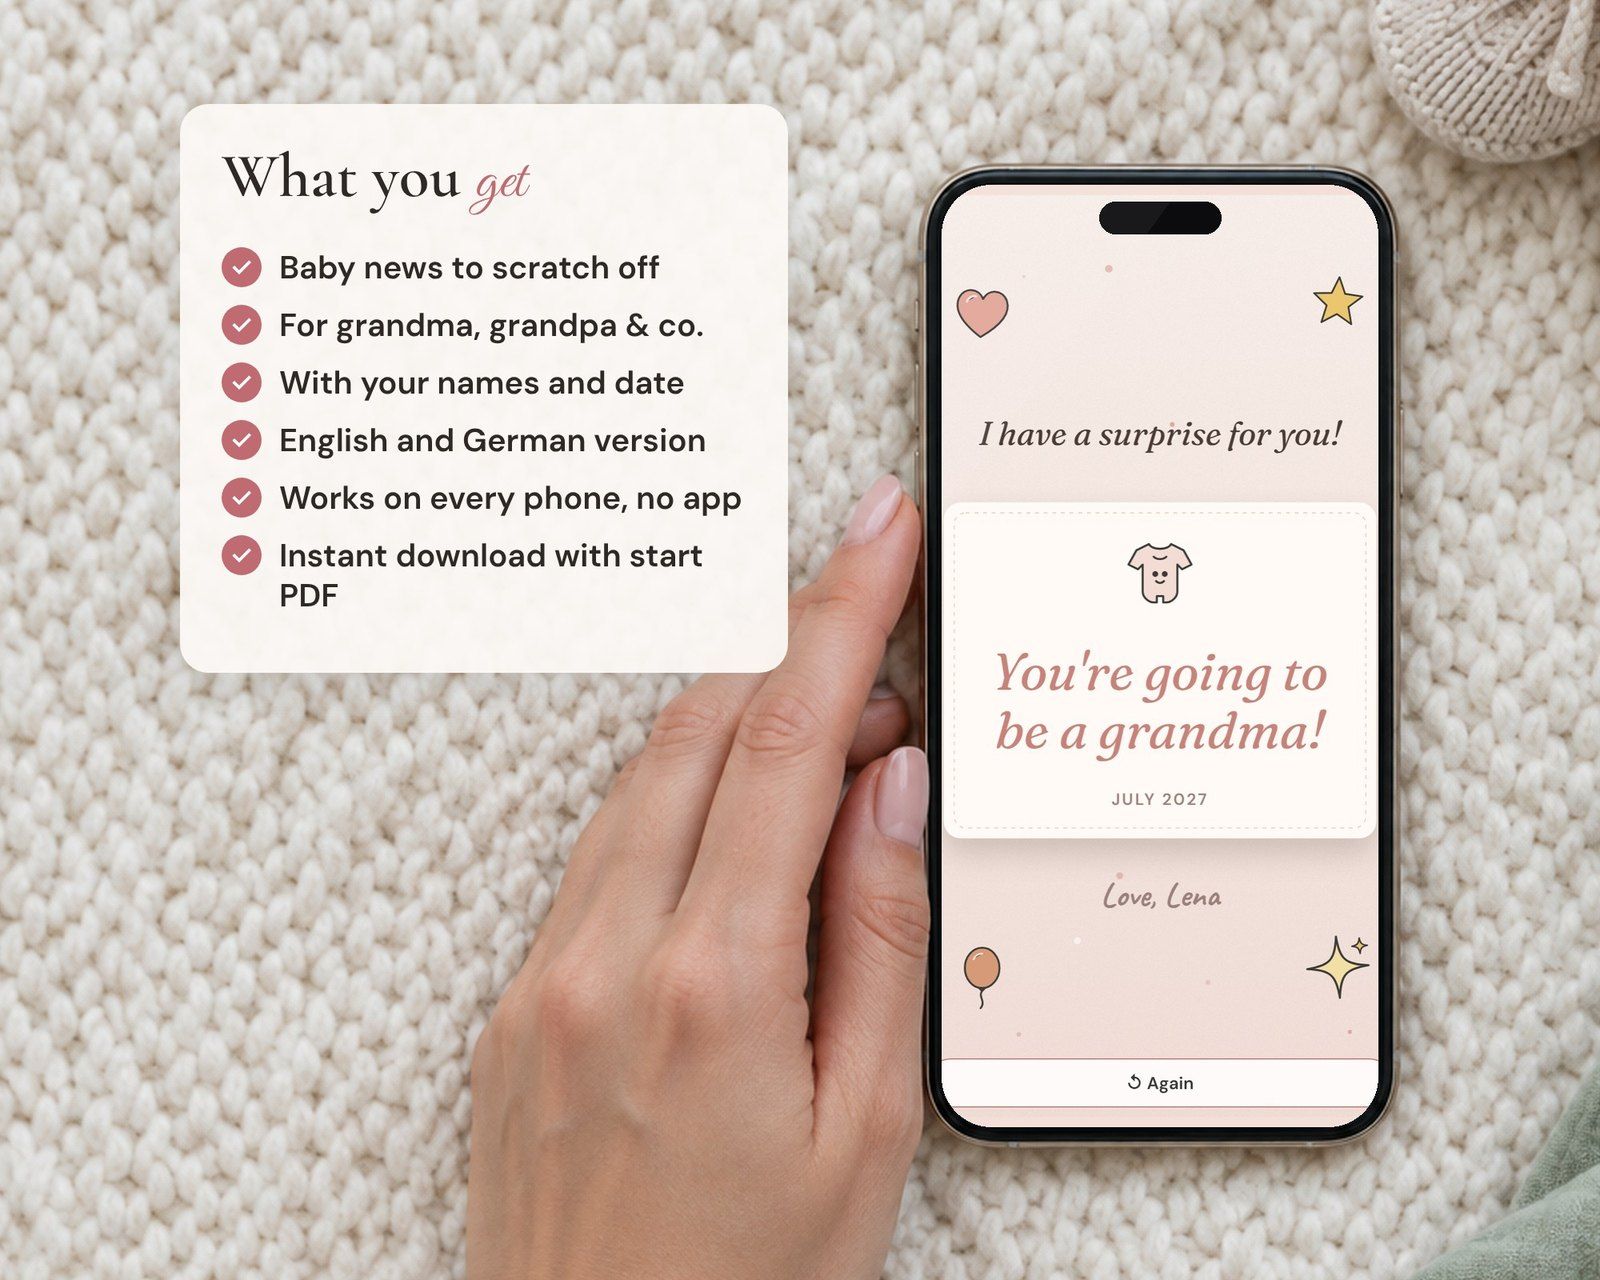 What you get
Baby news to scratch off
For grandma, grandpa & co.
With your names and date
English and German version
Works on every phone, no app
Instant download with start
PDF
I have a surprise for you!
You're going to
be a grandma!
JULY 2027
Love, Lena
Again